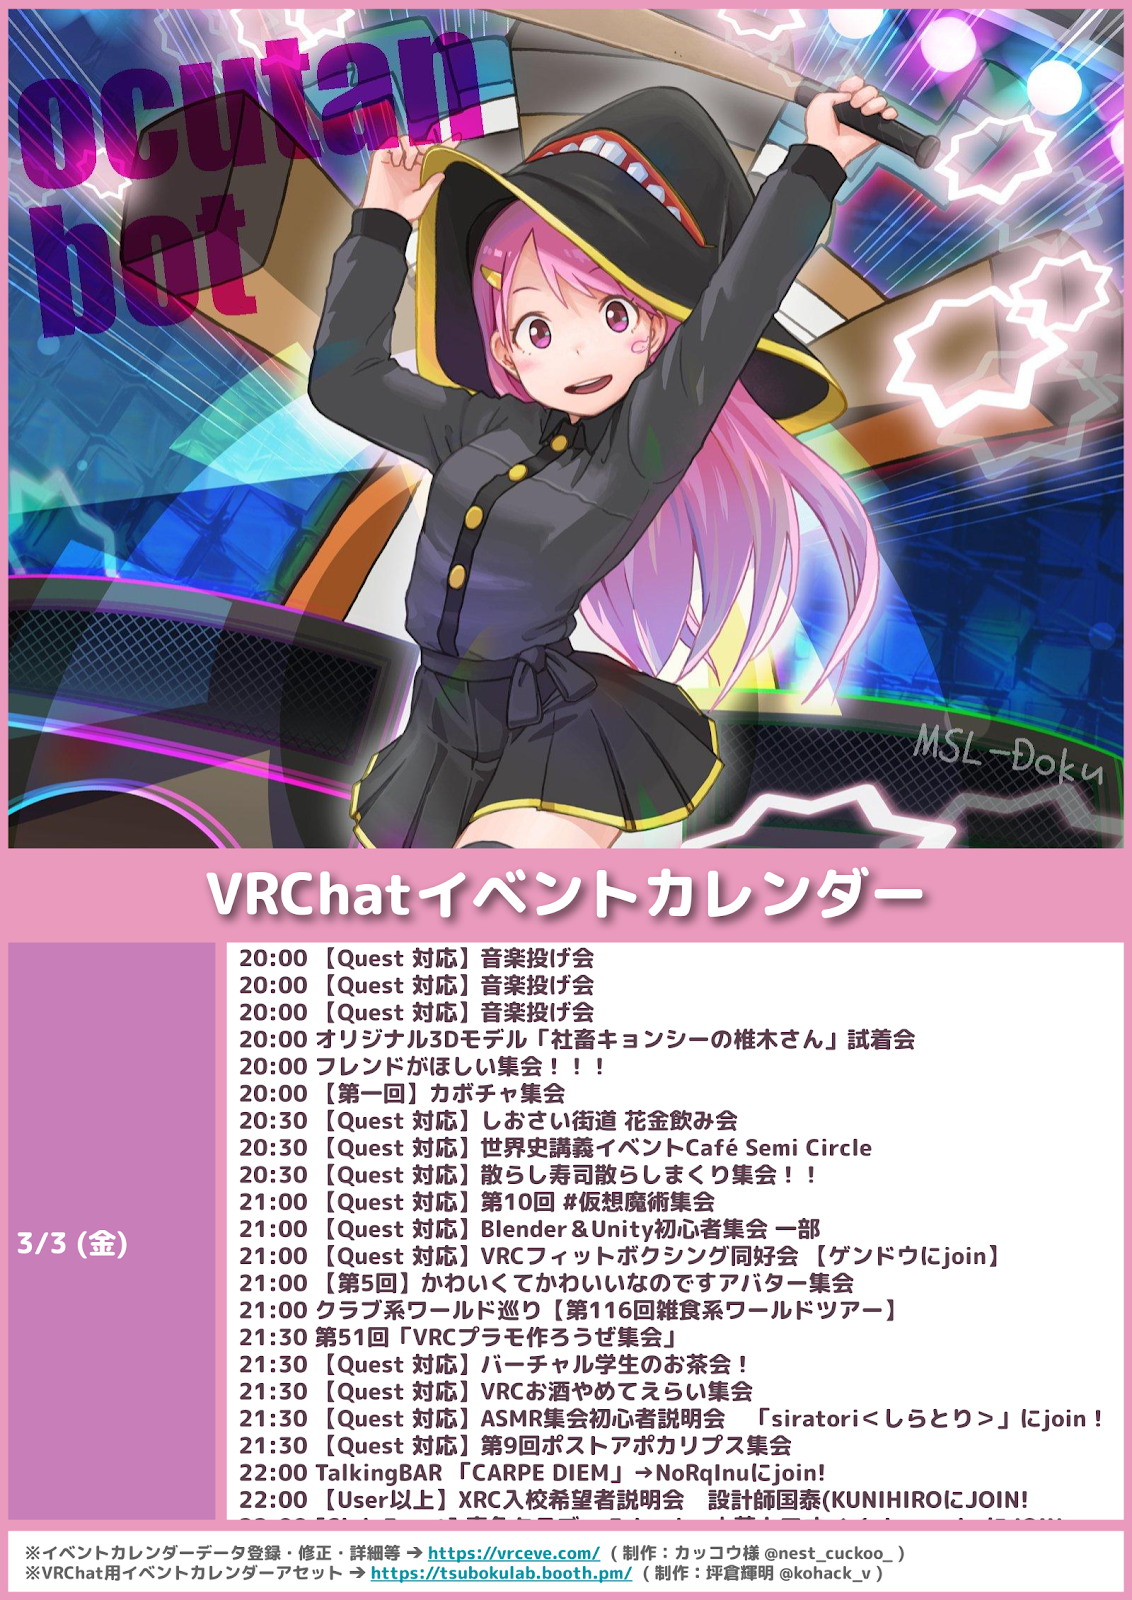 ocutan
bot
MSL-Doku
VRChatイベントカレンダー
3/3 (金)
20:00 【Quest 対応】音楽投げ会
20:00 【Quest 対応】音楽投げ会
20:00 【Quest 対応】音楽投げ会
20:00 オリジナル3Dモデル「社畜キョンシーの椎木さん」試着会
20:00 フレンドがほしい集会！！！
20:00 【第一回】カボチャ集会
20:30 【Quest 対応】しおさい街道 花金飲み会
20:30 【Quest 対応】世界史講義イベントCafé Semi Circle
20:30 【Quest 対応】散らし寿司散らしまくり集会！！
21:00 【Quest 対応】第10回 #仮想魔術集会
21:00 【Quest 対応】Blender＆Unity初心者集会 一部
21:00 【Quest 対応】VRCフィットボクシング同好会 【ゲンドウにjoin】
21:00 【第5回】かわいくてかわいいなのですアバター集会
21:00 クラブ系ワールド巡り【第116回雑食系ワールドツアー】
21:30 第51回「VRCプラモ作ろうぜ集会」
21:30 【Quest 対応】バーチャル学生のお茶会！
21:30 【Quest 対応】VRCお酒やめてえらい集会
21:30 【Quest 対応】ASMR集会初心者説明会　「siratori＜しらとり＞」にjoin！
21:30 【Quest 対応】第9回ポストアポカリプス集会
22:00 TalkingBAR 「CARPE DIEM」→NoRqInuにjoin!
22:00 【User以上】XRC入校希望者説明会　設計師国泰(KUNIHIROにJOIN!
※イベントカレンダーデータ登録・修正・詳細等 ➔ https://vrceve.com/ （制作：カッコウ様 @nest_cuckoo_ ）
※VRChat用イベントカレンダーアセット ➔ https://tsubokulab.booth.pm/ （制作：坪倉輝明 @kohack_v ）